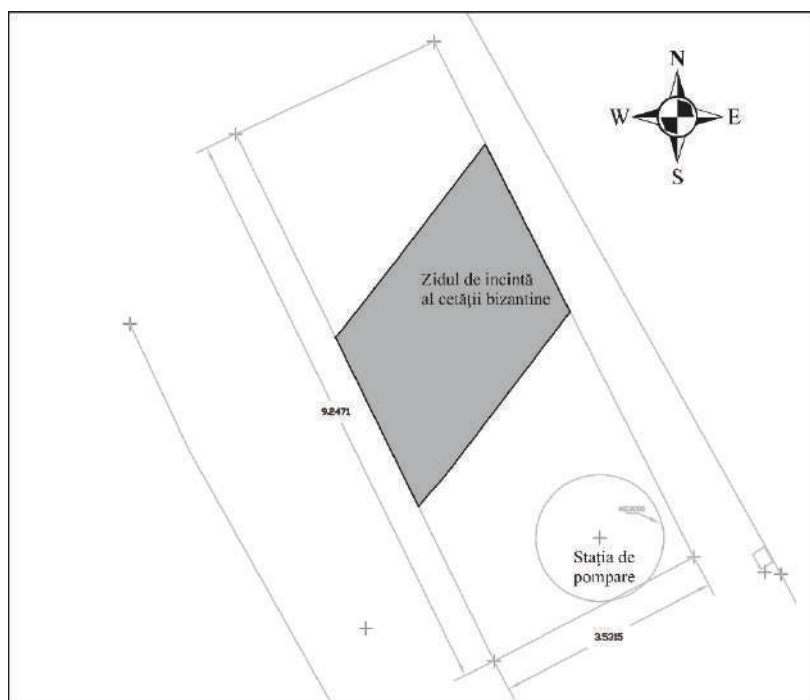 N
W E
S
Zidul de incintă
al cetății bizantine
9.2471
Stația de
pompare
3.5315